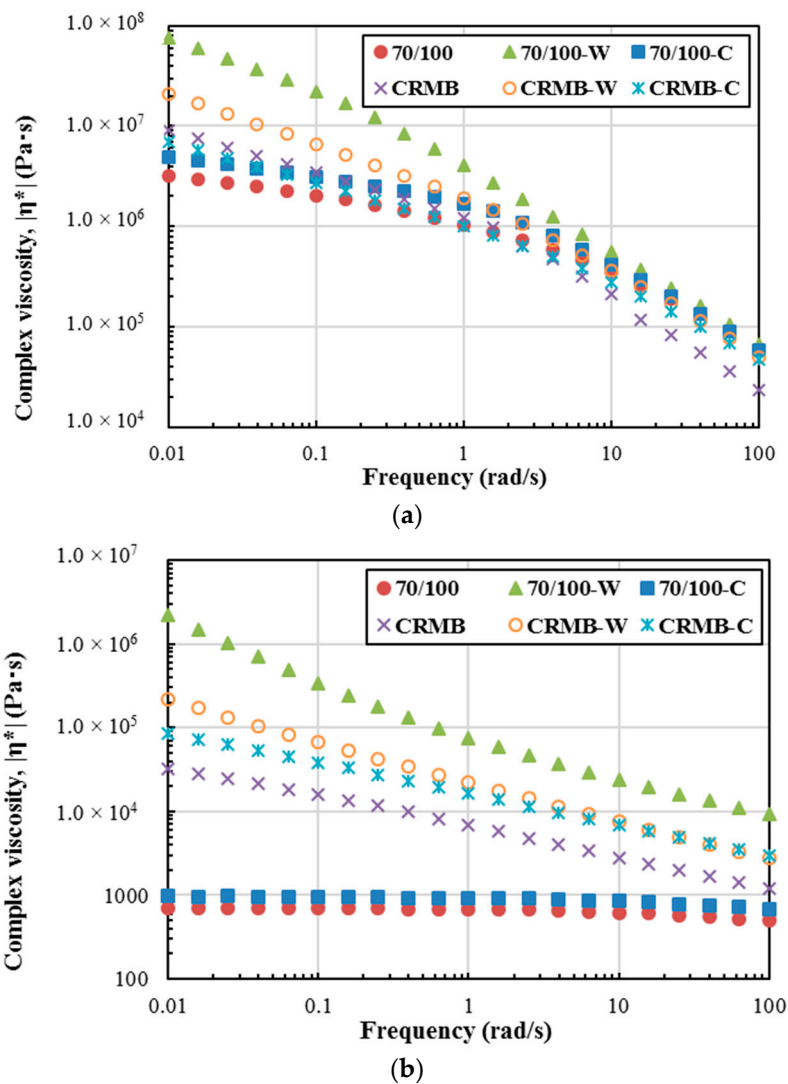 (a)
1.0 × 10⁸
1.0 × 10⁷
1.0 × 10⁶
1.0 × 10⁵
1.0 × 10⁴
Complex viscosity, |η*| (Pa·s)
70/100 70/100-W 70/100-C
CRMB CRMB-W CRMB-C
0.01 0.1 1 10 100
Frequency (rad/s)
(a)
1.0 × 10⁷
1.0 × 10⁶
1.0 × 10⁵
1.0 × 10⁴
1000
100
Complex viscosity, |η*| (Pa·s)
70/100 70/100-W 70/100-C
CRMB CRMB-W CRMB-C
0.01 0.1 1 10 100
Frequency (rad/s)
(b)